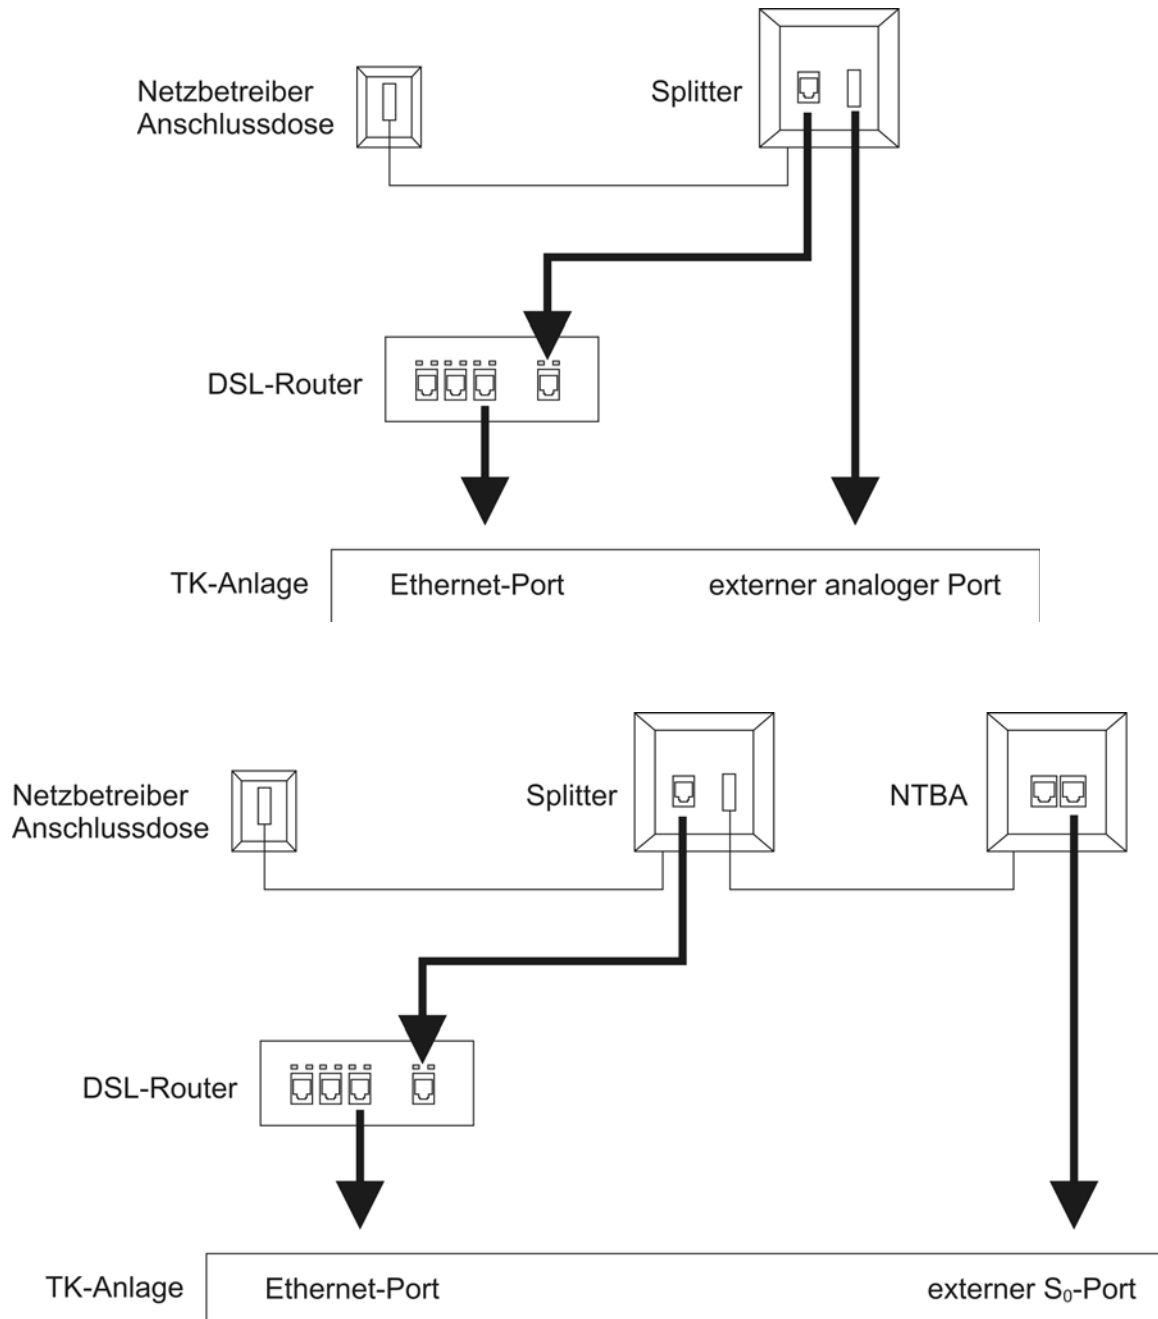 Netzbetreiber
Anschlussdose
Splitter
DSL-Router
TK-Anlage
Ethernet-Port
externer analoger Port
Netzbetreiber
Anschlussdose
Splitter
NTBA
DSL-Router
TK-Anlage
Ethernet-Port
externer S₀-Port